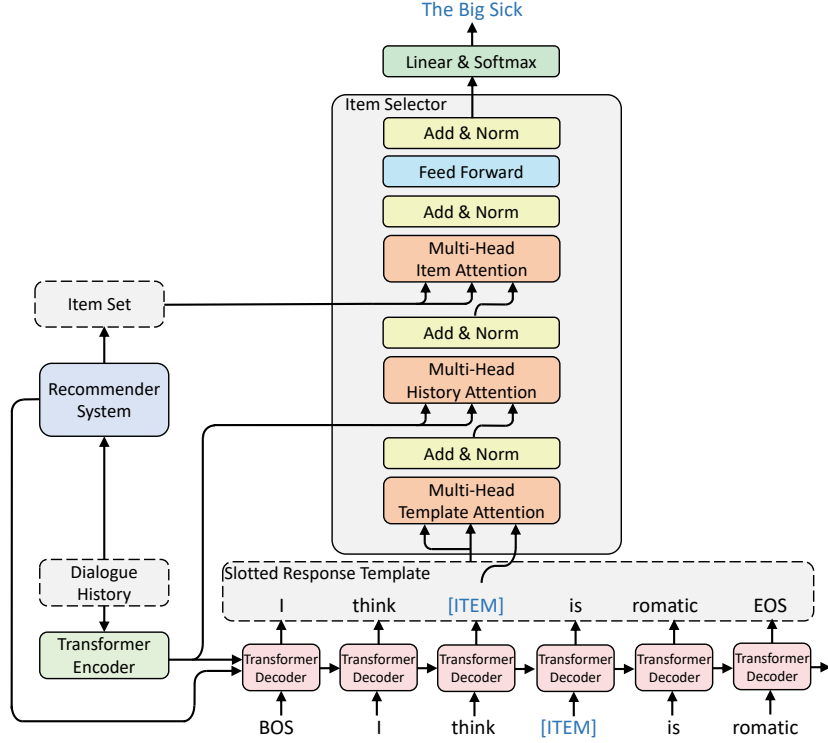 The Big Sick
Linear & Softmax
Item Selector
Add & Norm
Feed Forward
Add & Norm
Multi-Head
Item Attention
Item Set
Add & Norm
Recommender
System
Multi-Head
History Attention
Add & Norm
Multi-Head
Template Attention
Dialogue
History
Slotted Response Template
I think [ITEM] is romatic EOS
Transformer
Encoder
Transformer Transformer Transformer Transformer Transformer Transformer
Decoder Decoder Decoder Decoder Decoder Decoder
BOS I think [ITEM] is romatic